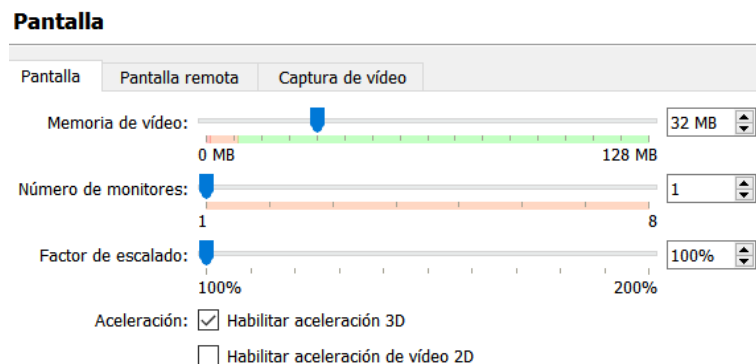 Pantalla
Pantalla Pantalla remota Captura de vídeo
Memoria de vídeo: 32 MB
0 MB 128 MB
Número de monitores: 1
1 8
Factor de escalado: 100%
100% 200%
Aceleración: Habilitar aceleración 3D
Habilitar aceleración de vídeo 2D